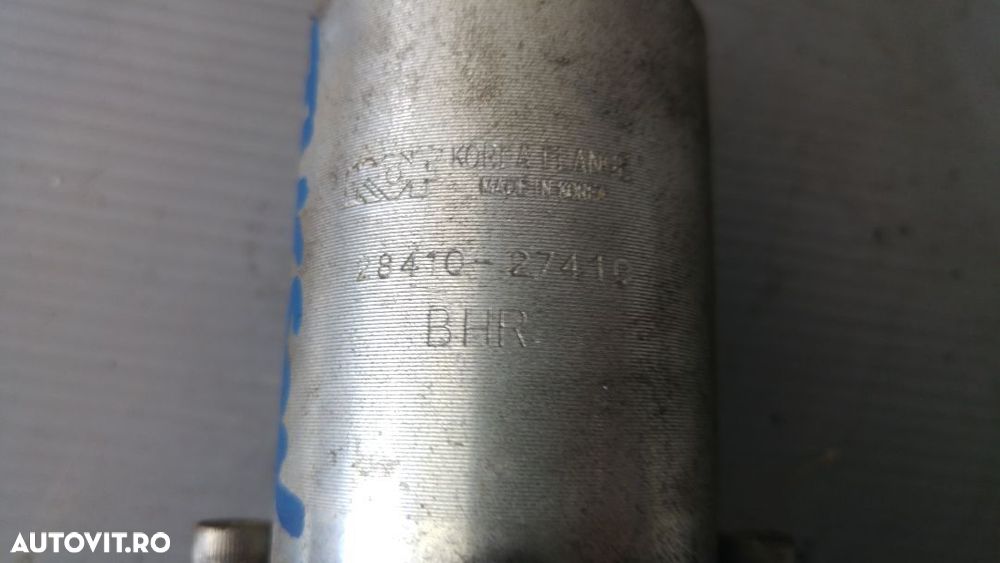 KOREA FLANGE
MADE IN KOREA
28410-27410
BHR
AUTOVIT.RO